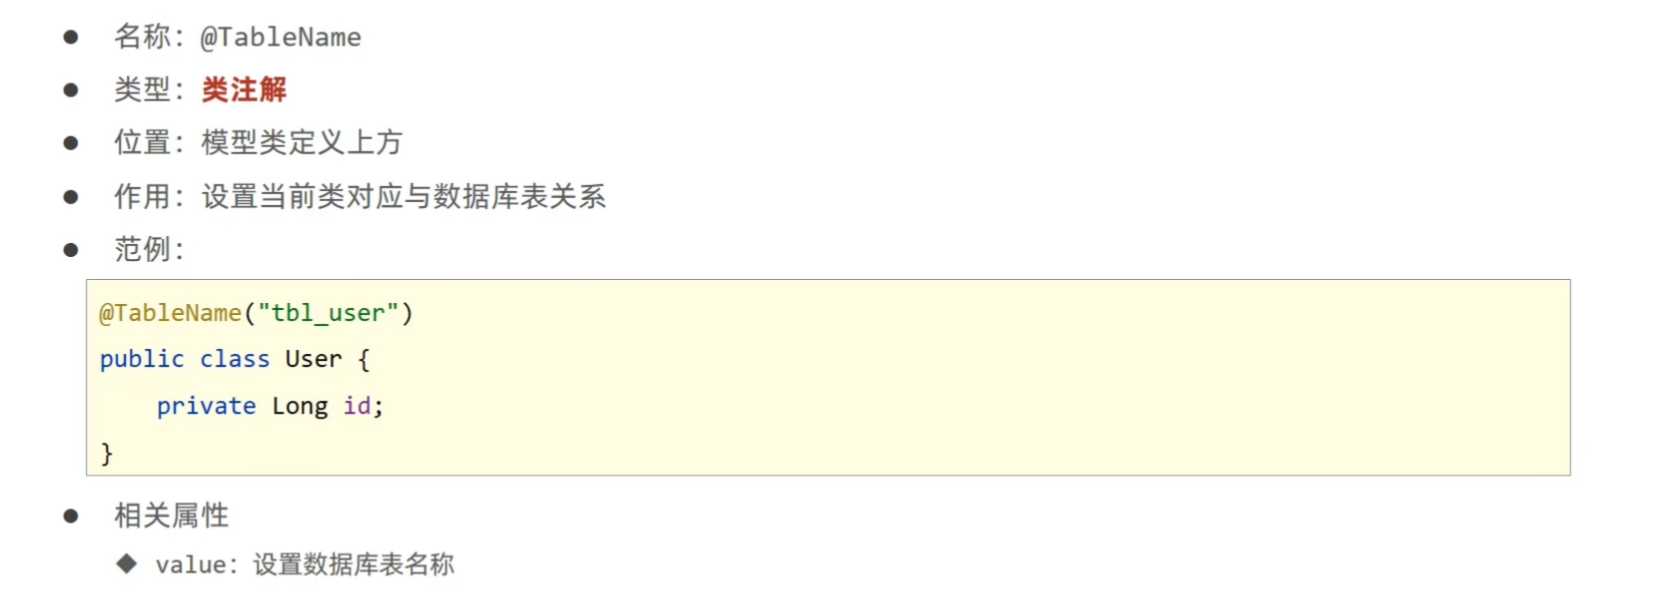 ● 名称：@TableName
● 类型：类注解
● 位置：模型类定义上方
● 作用：设置当前类对应与数据库表关系
● 范例：
@TableName("tbl_user")
public class User {
    private Long id;
}
● 相关属性
◆ value：设置数据库表名称